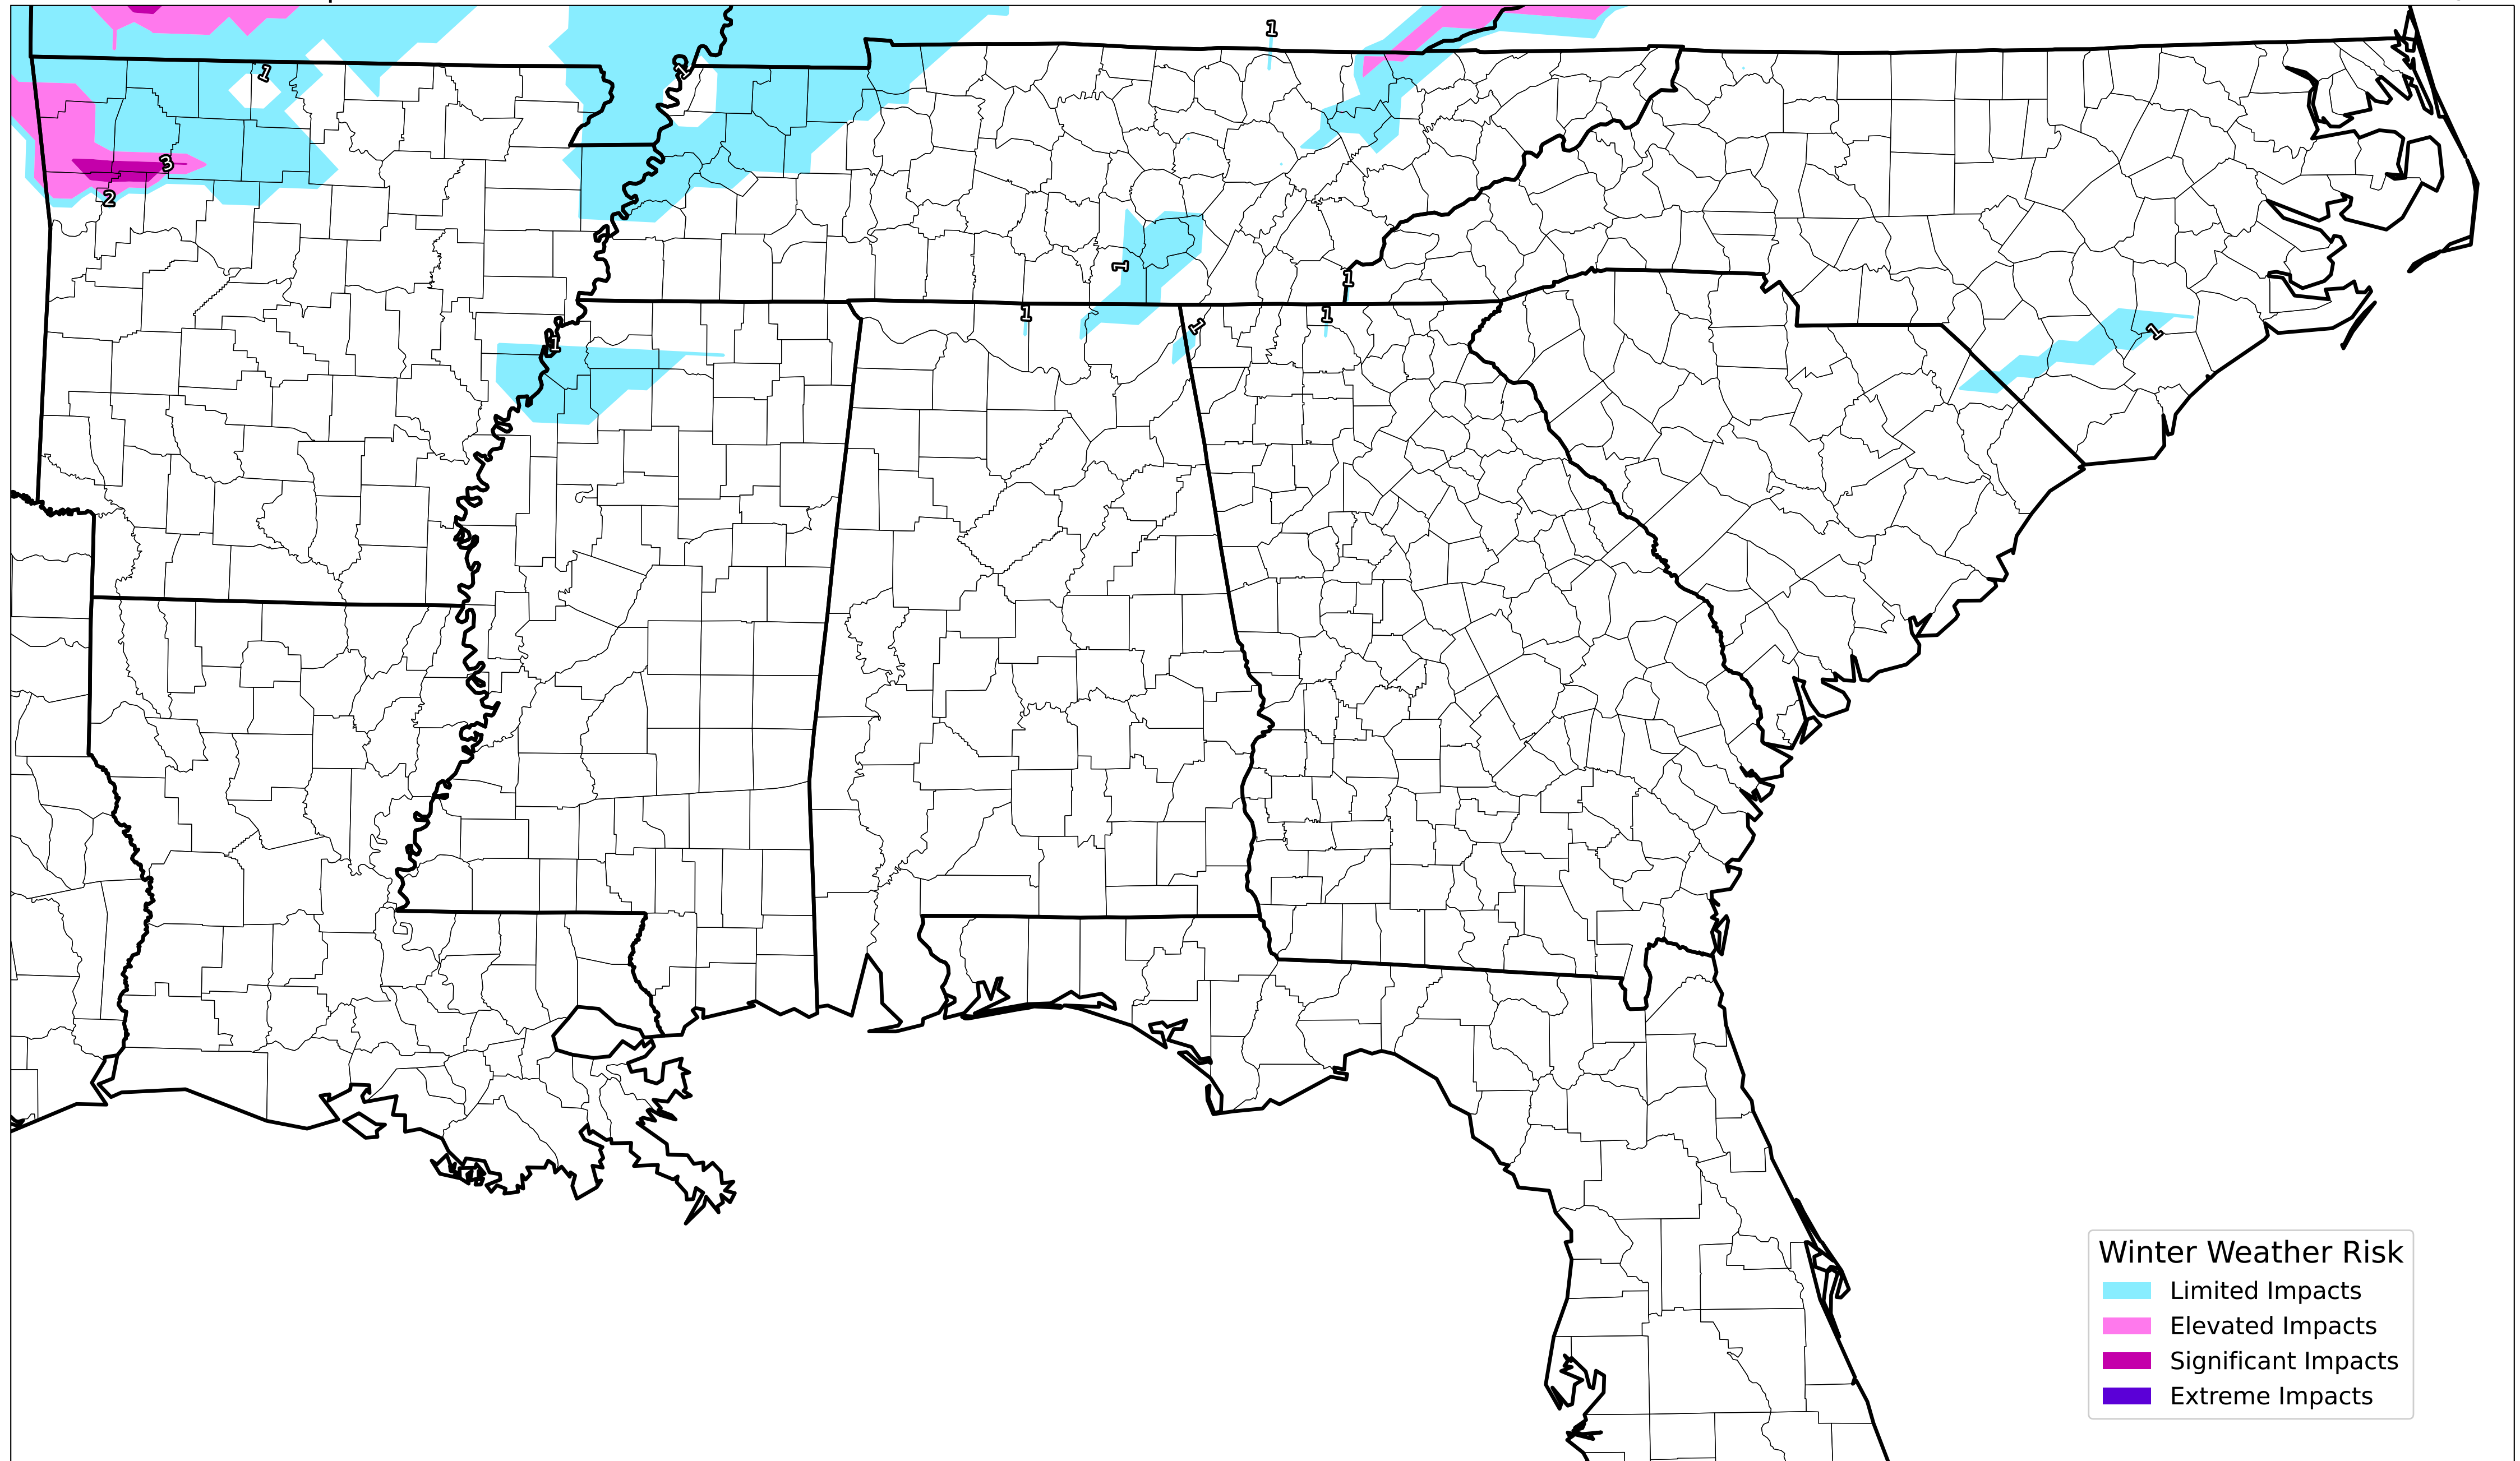 1
1
1
3
2
1
1
1
1
1
1
1
1
Winter Weather Risk
Limited Impacts
Elevated Impacts
Significant Impacts
Extreme Impacts